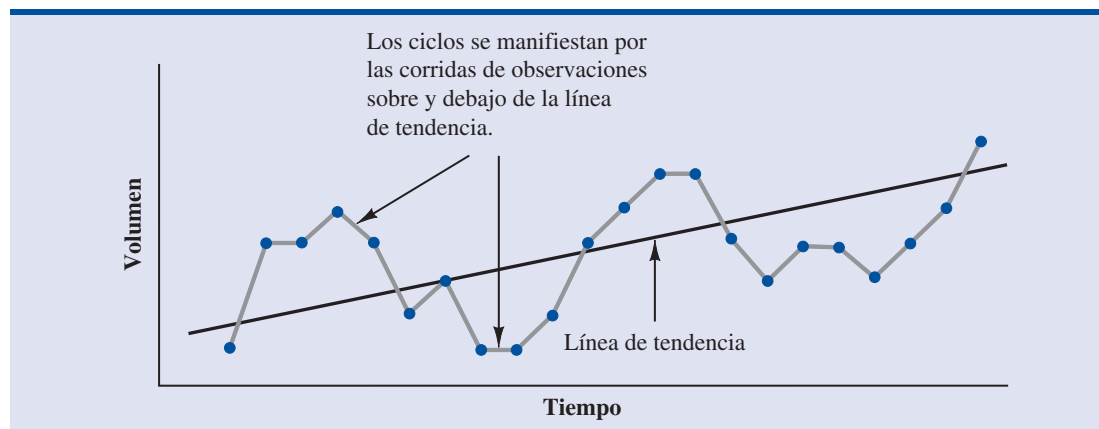 Los ciclos se manifiestan por
las corridas de observaciones
sobre y debajo de la línea
de tendencia.
Volumen
Línea de tendencia
Tiempo